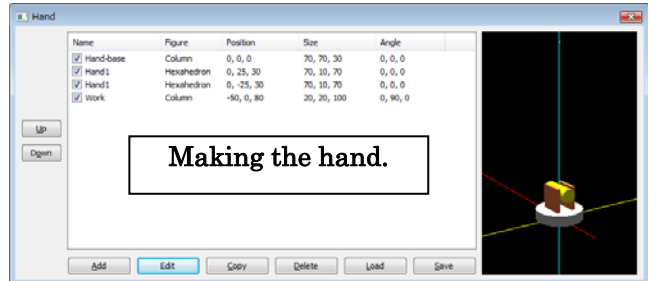 Hand
Name Figure Position Size Angle
Hand-base Column 0, 0, 0 70, 70, 30 0, 0, 0
Hand1 Hexahedron 0, 25, 30 70, 10, 70 0, 0, 0
Hand1 Hexahedron 0, -25, 30 70, 10, 70 0, 0, 0
Work Column -50, 0, 80 20, 20, 100 0, 90, 0
Up
Down
Making the hand.
Add Edit Copy Delete Load Save